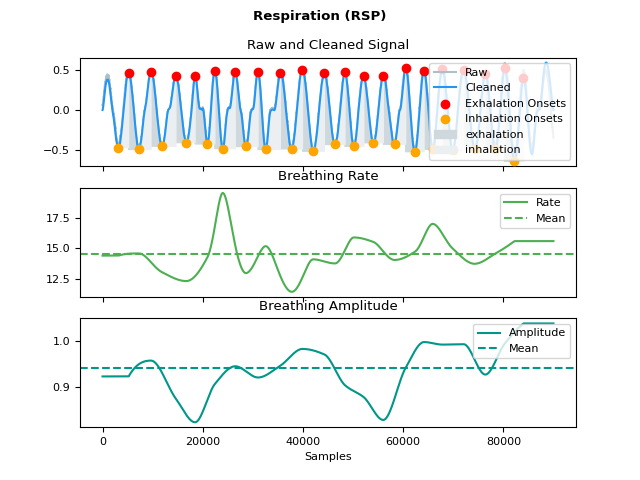 Respiration (RSP)
Raw and Cleaned Signal
0.5
0.0
−0.5
Raw
Cleaned
Exhalation Onsets
Inhalation Onsets
exhalation
inhalation
Breathing Rate
17.5
15.0
12.5
Rate
Mean
Breathing Amplitude
1.0
0.9
Amplitude
Mean
0 20000 40000 60000 80000
Samples